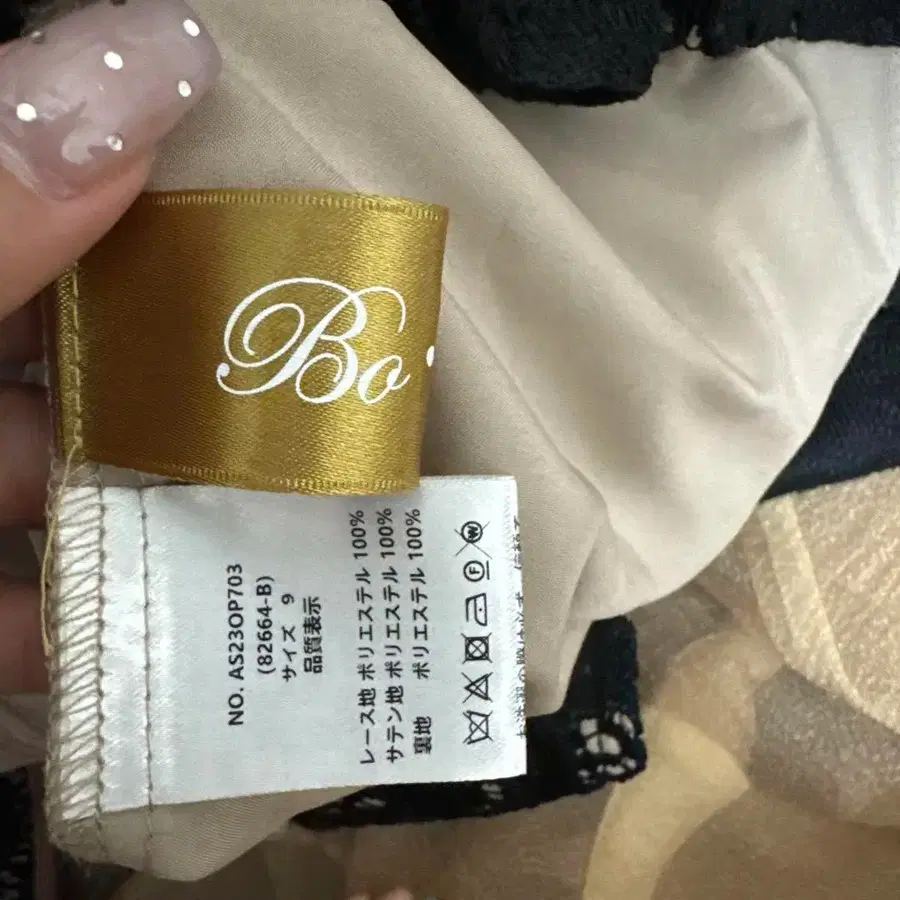 Bo
NO. AS23OP703
(82664-B)
サイズ 9
品質表示
レース地 ポリエステル 100%
サテン地 ポリエステル 100%
裏地 ポリエステル 100%